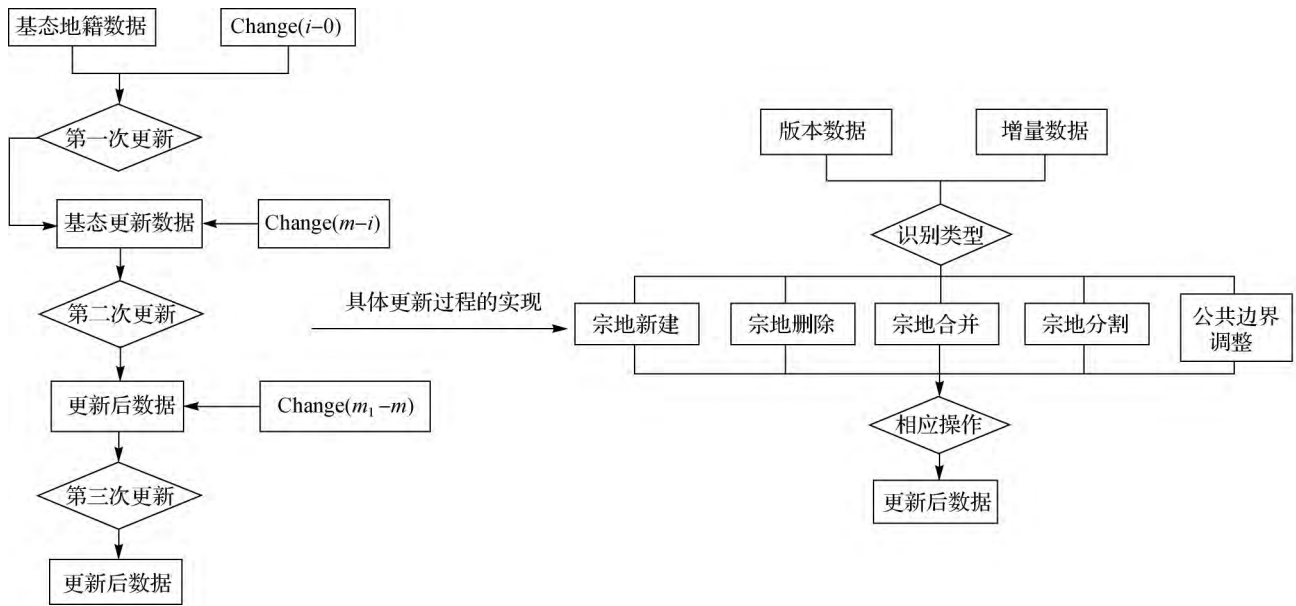 基态地籍数据
Change(i–0)
第一次更新
基态更新数据
Change(m–i)
第二次更新
更新后数据
Change(m₁–m)
第三次更新
更新后数据
具体更新过程的实现
版本数据
增量数据
识别类型
宗地新建
宗地删除
宗地合并
宗地分割
公共边界
调整
相应操作
更新后数据